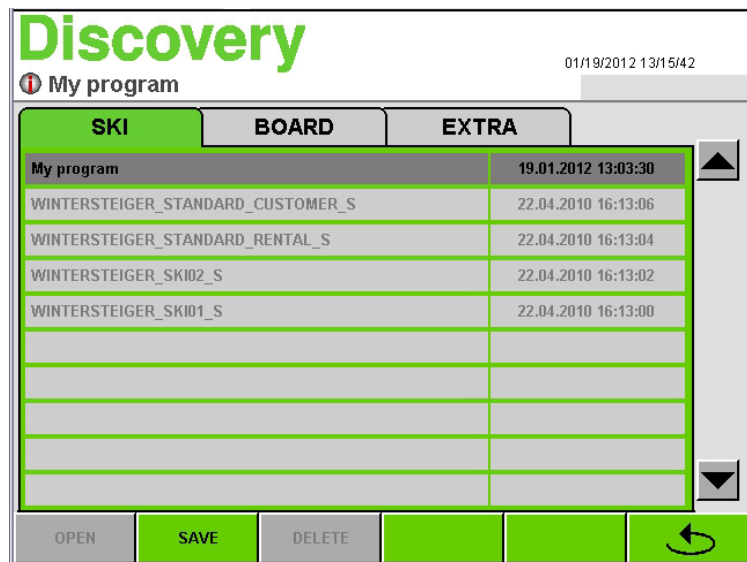 Discovery
01/19/2012 13/15/42
My program
SKI BOARD EXTRA
My program 19.01.2012 13:03:30
WINTERSTEIGER_STANDARD_CUSTOMER_S 22.04.2010 16:13:06
WINTERSTEIGER_STANDARD_RENTAL_S 22.04.2010 16:13:04
WINTERSTEIGER_SKI02_S 22.04.2010 16:13:02
WINTERSTEIGER_SKI01_S 22.04.2010 16:13:00
OPEN SAVE DELETE